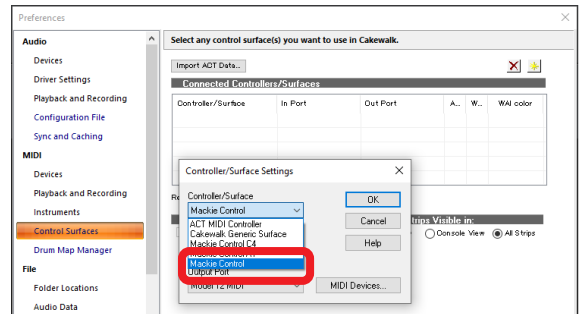 Preferences
Audio
Devices
Driver Settings
Playback and Recording
Configuration File
Sync and Caching
MIDI
Devices
Playback and Recording
Instruments
Control Surfaces
Drum Map Manager
File
Folder Locations
Audio Data
Select any control surface(s) you want to use in Cakewalk.
Import ACT Data...
Connected Controllers/Surfaces
Controller/Surface In Port Out Port A... W... WAI color
Controller/Surface Settings
Controller/Surface
Mackie Control
ACT MIDI Controller
Cakewalk Generic Surface
Mackie Control C4
Mackie Control
Output Port
Model 12 MIDI
OK
Cancel
Help
MIDI Devices...
trips Visible in:
Console View All Strips